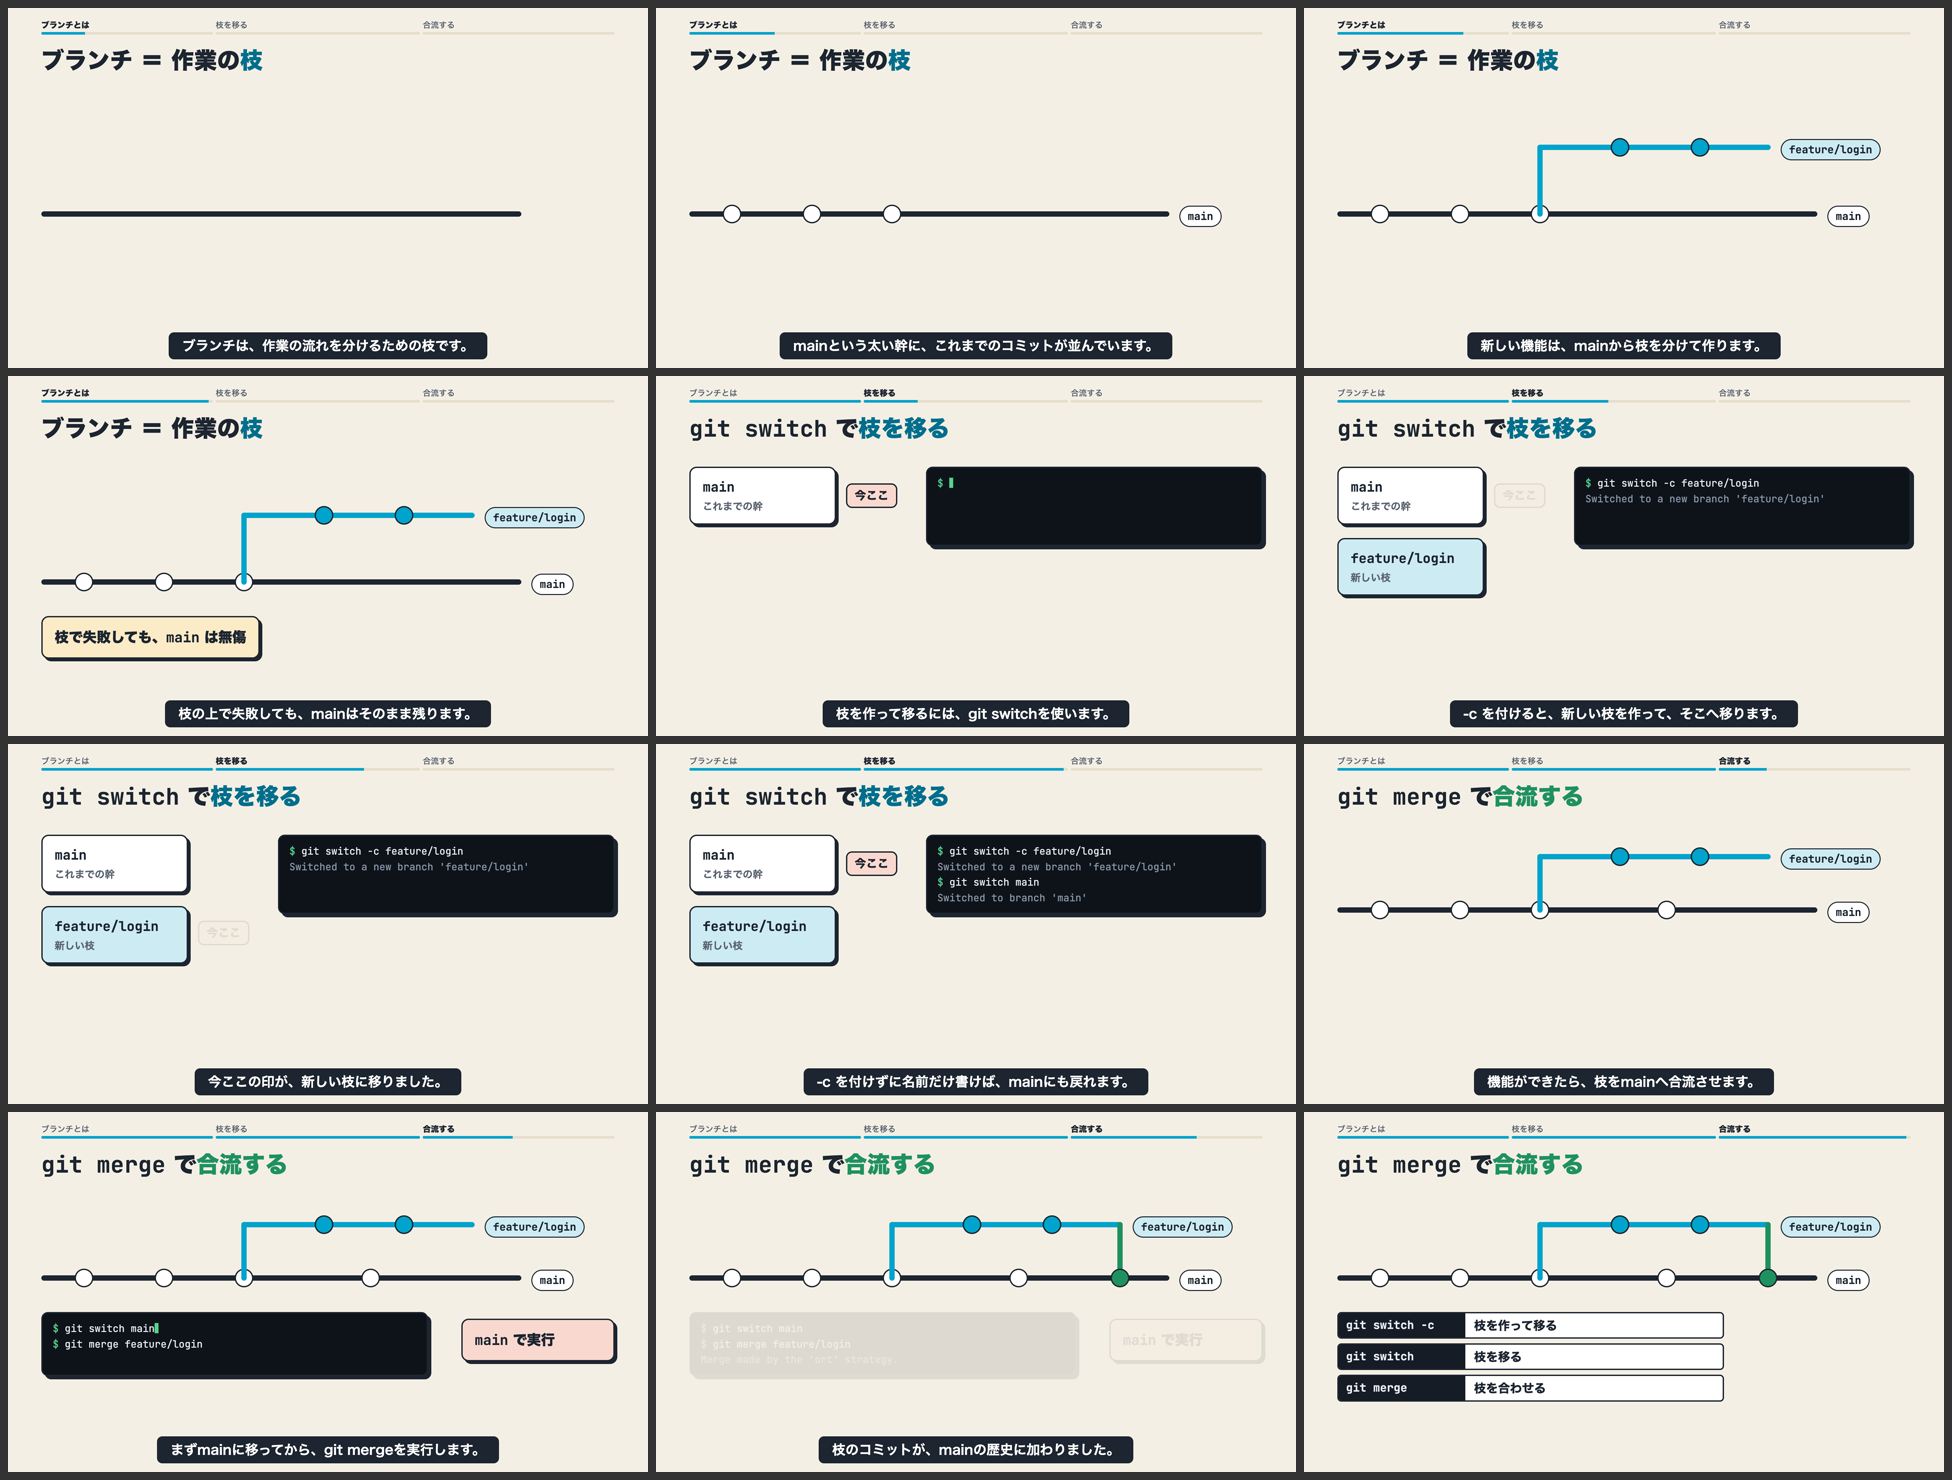 ブランチとは 枝を移る 合流する
ブランチ = 作業の枝
ブランチは、作業の流れを分けるための枝です。
ブランチとは 枝を移る 合流する
ブランチ = 作業の枝
main
mainという太い幹に、これまでのコミットが並んでいます。
ブランチとは 枝を移る 合流する
ブランチ = 作業の枝
feature/login
main
新しい機能は、mainから枝を分けて作ります。
ブランチとは 枝を移る 合流する
ブランチ = 作業の枝
feature/login
main
枝で失敗しても、main は無傷
枝の上で失敗しても、mainはそのまま残ります。
ブランチとは 枝を移る 合流する
git switch で枝を移る
main
これまでの幹
今ここ
$
枝を作って移るには、git switchを使います。
ブランチとは 枝を移る 合流する
git switch で枝を移る
main
これまでの幹
今ここ
feature/login
新しい枝
$ git switch -c feature/login
Switched to a new branch 'feature/login'
-c を付けると、新しい枝を作って、そこへ移ります。
ブランチとは 枝を移る 合流する
git switch で枝を移る
main
これまでの幹
feature/login
新しい枝
今ここ
$ git switch -c feature/login
Switched to a new branch 'feature/login'
今ここの印が、新しい枝に移りました。
ブランチとは 枝を移る 合流する
git switch で枝を移る
main
これまでの幹
今ここ
feature/login
新しい枝
$ git switch -c feature/login
Switched to a new branch 'feature/login'
$ git switch main
Switched to branch 'main'
-c を付けずに名前だけ書けば、mainにも戻れます。
ブランチとは 枝を移る 合流する
git merge で合流する
feature/login
main
機能ができたら、枝をmainへ合流させます。
ブランチとは 枝を移る 合流する
git merge で合流する
feature/login
main
$ git switch main
$ git merge feature/login
main で実行
まずmainに移ってから、git mergeを実行します。
ブランチとは 枝を移る 合流する
git merge で合流する
feature/login
main
$ git switch main
$ git merge feature/login
Merge made by the 'ort' strategy.
main で実行
枝のコミットが、mainの歴史に加わりました。
ブランチとは 枝を移る 合流する
git merge で合流する
feature/login
main
git switch -c 枝を作って移る
git switch 枝を移る
git merge 枝を合わせる